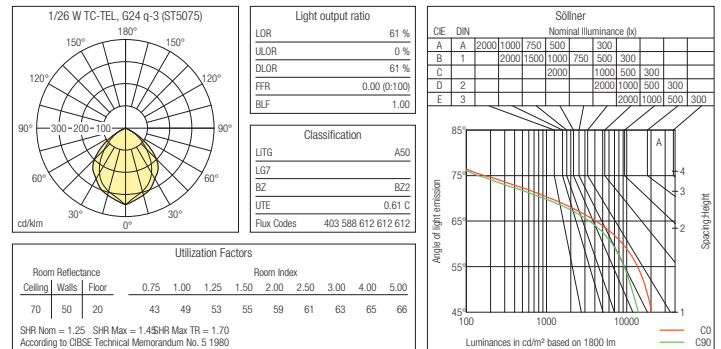 1/26 W TC-TEL, G24 q-3 (ST5075)
180°
150° 150°
120° 120°
90° 300 200 100 90°
60° 60°
30° 30°
cd/klm 0°
Light output ratio
LOR 61 %
ULOR 0 %
DLOR 61 %
FFR 0.00 (0:100)
BLF 1.00
Classification
LiTG A50
LG7
BZ BZ2
UTE 0.61 C
Flux Codes 403 588 612 612 612
Utilization Factors
Room Reflectance Room Index
Ceiling Walls Floor 0.75 1.00 1.25 1.50 2.00 2.50 3.00 4.00 5.00
70 50 20 43 49 53 55 59 61 63 65 66
SHR Nom = 1.25 SHR Max = 1.45SHR Max TR = 1.70
According to CIBSE Technical Memorandum No. 5 1980
Söllner
CIE DIN Nominal Illuminance (lx)
A A 2000 1000 750 500 300
B 1 2000 1500 1000 750 500 300
C 2000 1000 500 300
D 2 2000 1000 500 300
E 3 2000 1000 500 300
85°
A
75° 4
3
65° 2
55°
45° 1
Angle of light emission
Spacing:Height
100 1000 10000
Luminances in cd/m² based on 1800 lm
C0
C90